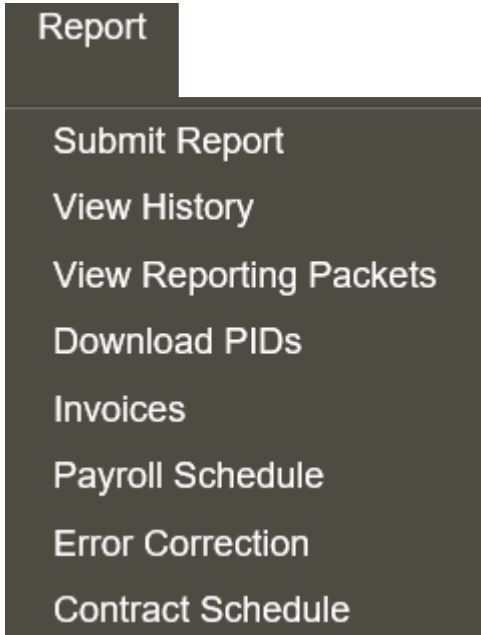 Report
Submit Report
View History
View Reporting Packets
Download PIDs
Invoices
Payroll Schedule
Error Correction
Contract Schedule